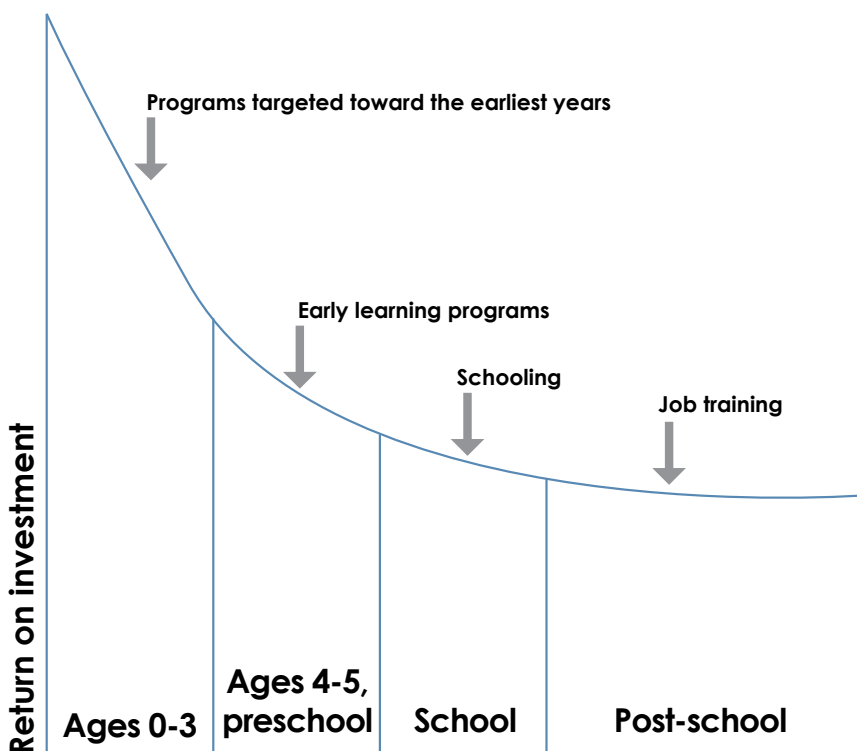 Programs targeted toward the earliest years
Early learning programs
Schooling
Job training
Return on investment
Ages 0-3
Ages 4-5,
preschool
School
Post-school